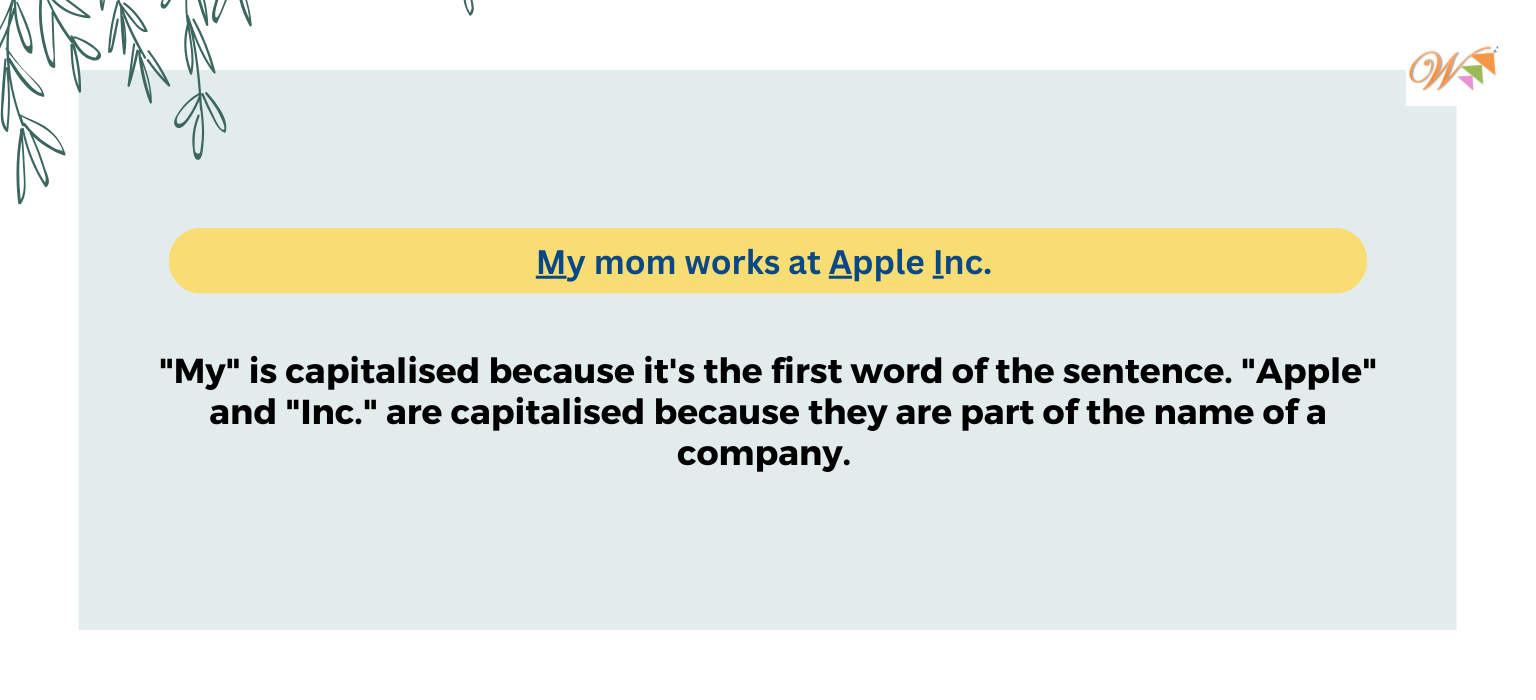 W
My mom works at Apple Inc.
"My" is capitalised because it's the first word of the sentence. "Apple"
and "Inc." are capitalised because they are part of the name of a
company.